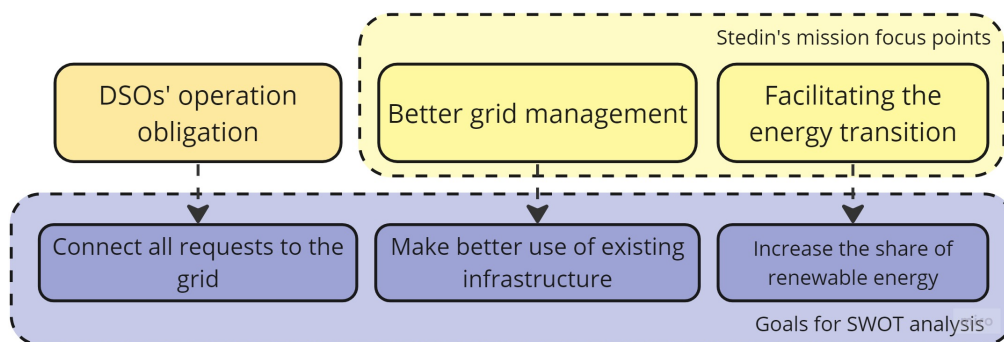 Stedin's mission focus points
DSOs' operation
obligation
Better grid management
Facilitating the
energy transition
Connect all requests to the
grid
Make better use of existing
infrastructure
Increase the share of
renewable energy
Goals for SWOT analysis
miro